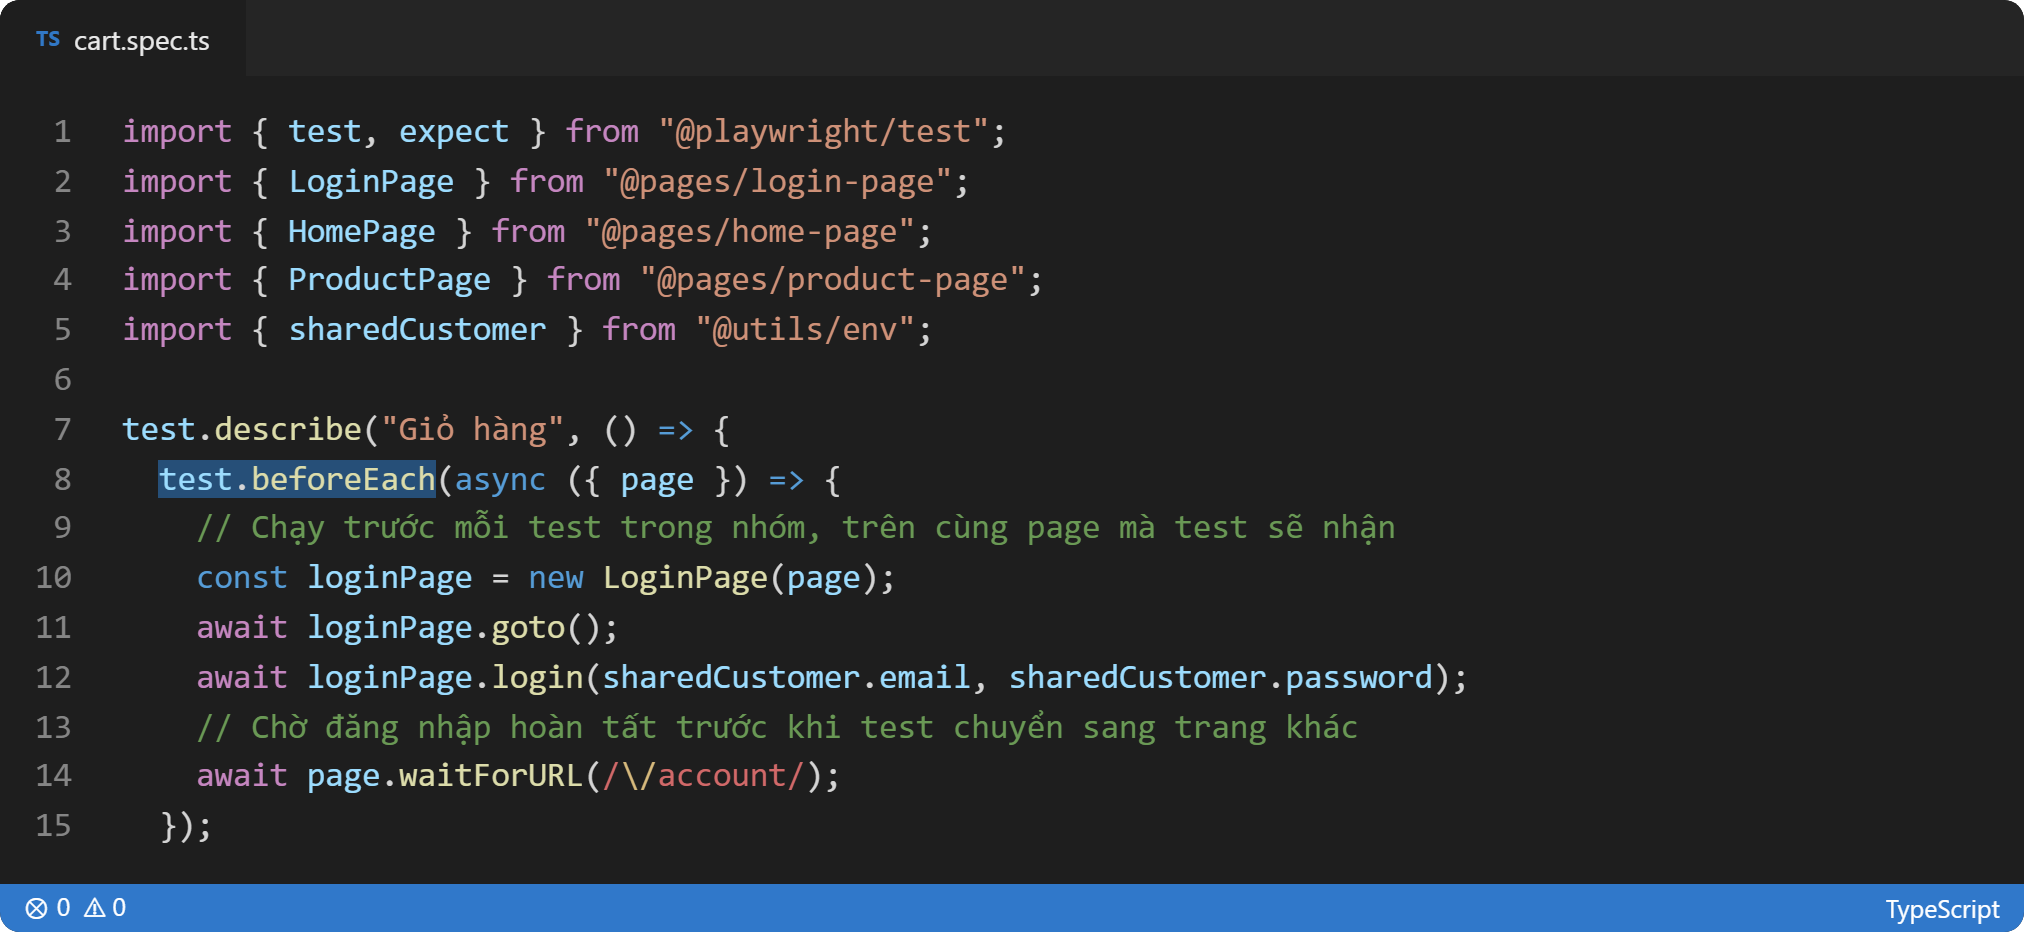 TS cart.spec.ts
1 import { test, expect } from "@playwright/test";
2 import { LoginPage } from "@pages/login-page";
3 import { HomePage } from "@pages/home-page";
4 import { ProductPage } from "@pages/product-page";
5 import { sharedCustomer } from "@utils/env";
6
7 test.describe("Giỏ hàng", () => {
8   test.beforeEach(async ({ page }) => {
9     // Chạy trước mỗi test trong nhóm, trên cùng page mà test sẽ nhận
10     const loginPage = new LoginPage(page);
11     await loginPage.goto();
12     await loginPage.login(sharedCustomer.email, sharedCustomer.password);
13     // Chờ đăng nhập hoàn tất trước khi test chuyển sang trang khác
14     await page.waitForURL(/\/account/);
15   });
0 0 TypeScript